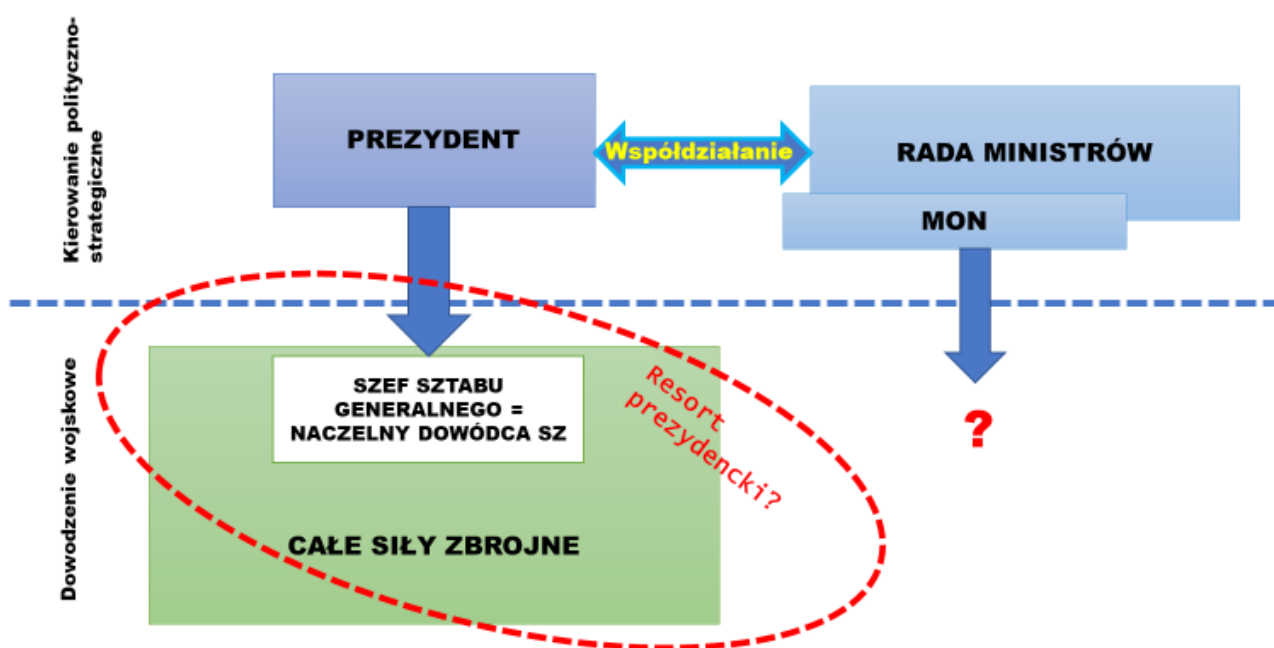 Kierowanie polityczno-
strategiczne
PREZYDENT
Współdziałanie
RADA MINISTRÓW
MON
Dowodzenie wojskowe
SZEF SZTABU
GENERALNEGO =
NACZELNY DOWÓDCA SZ
Resort
prezydencki?
?
CAŁE SIŁY ZBROJNE